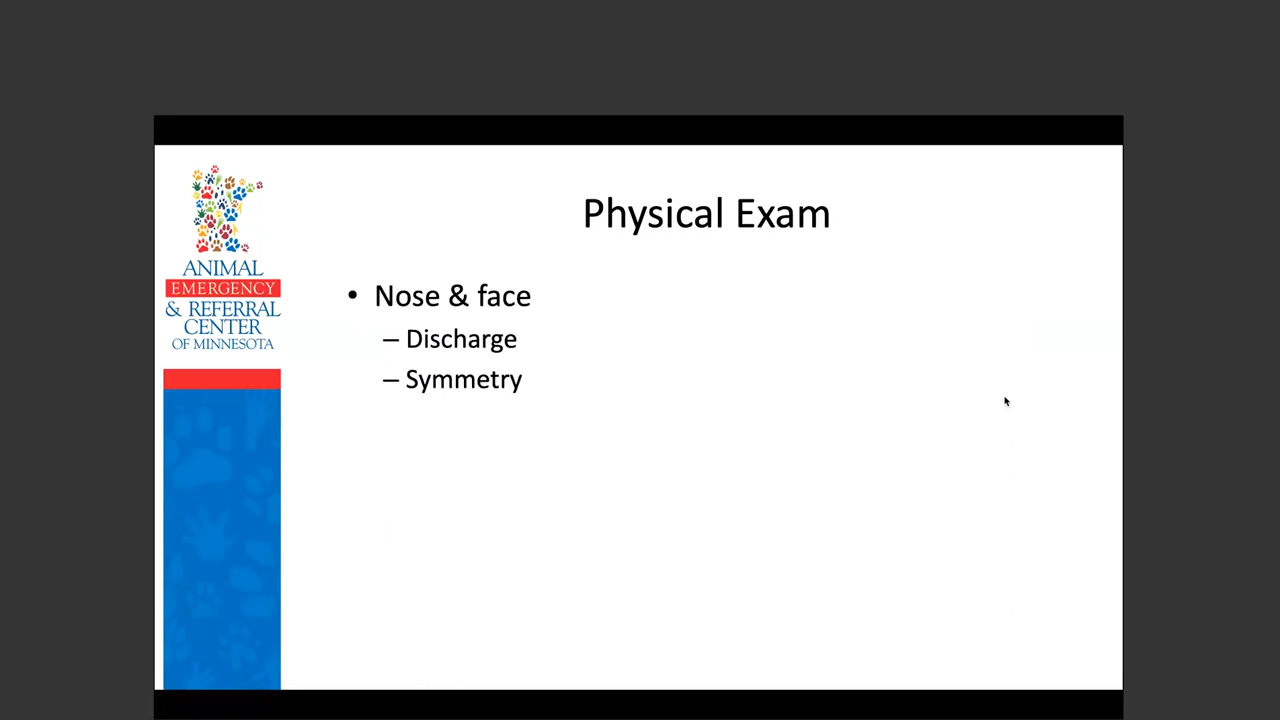 Physical Exam
ANIMAL
EMERGENCY
& REFERRAL
CENTER
OF MINNESOTA
• Nose & face
– Discharge
– Symmetry